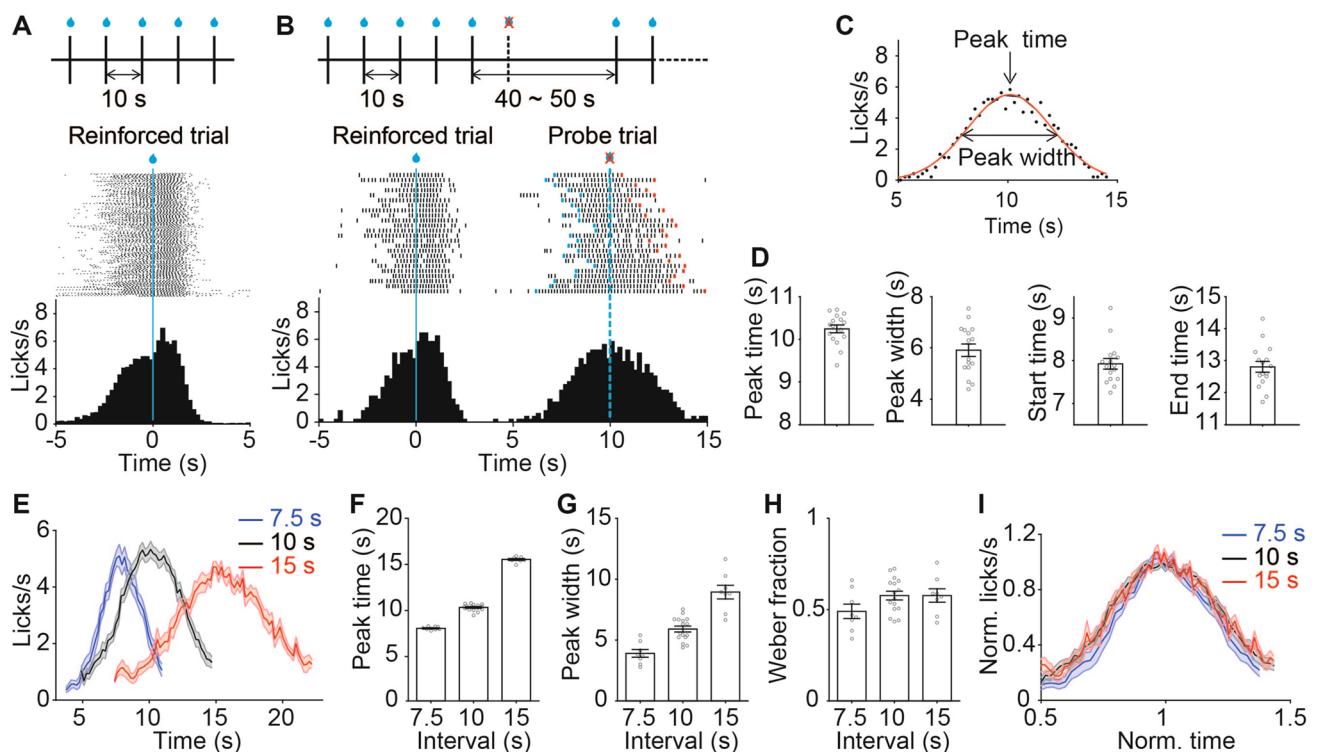 A
10 s
Reinforced trial
Licks/s
8
6
4
2
0
-5 0 5
Time (s)
B
10 s 40 ~ 50 s
Reinforced trial Probe trial
Licks/s
8
6
4
2
0
-5 0 5 10 15
Time (s)
C
Peak time
Peak width
Licks/s
8
6
4
2
0
5 10 15
Time (s)
D
Peak time (s)
11
10
9
8
Peak width (s)
8
6
4
Start time (s)
9
8
7
End time (s)
15
14
13
12
11
E
7.5 s
10 s
15 s
Licks/s
6
4
2
0
5 10 15 20
Time (s)
F
Peak time (s)
20
15
10
5
0
7.5 10 15
Interval (s)
G
Peak width (s)
15
10
5
0
7.5 10 15
Interval (s)
H
Weber fraction
1
0.5
0
7.5 10 15
Interval (s)
I
7.5 s
10 s
15 s
Norm. licks/s
1.2
0.8
0.4
0
0.5 1 1.5
Norm. time